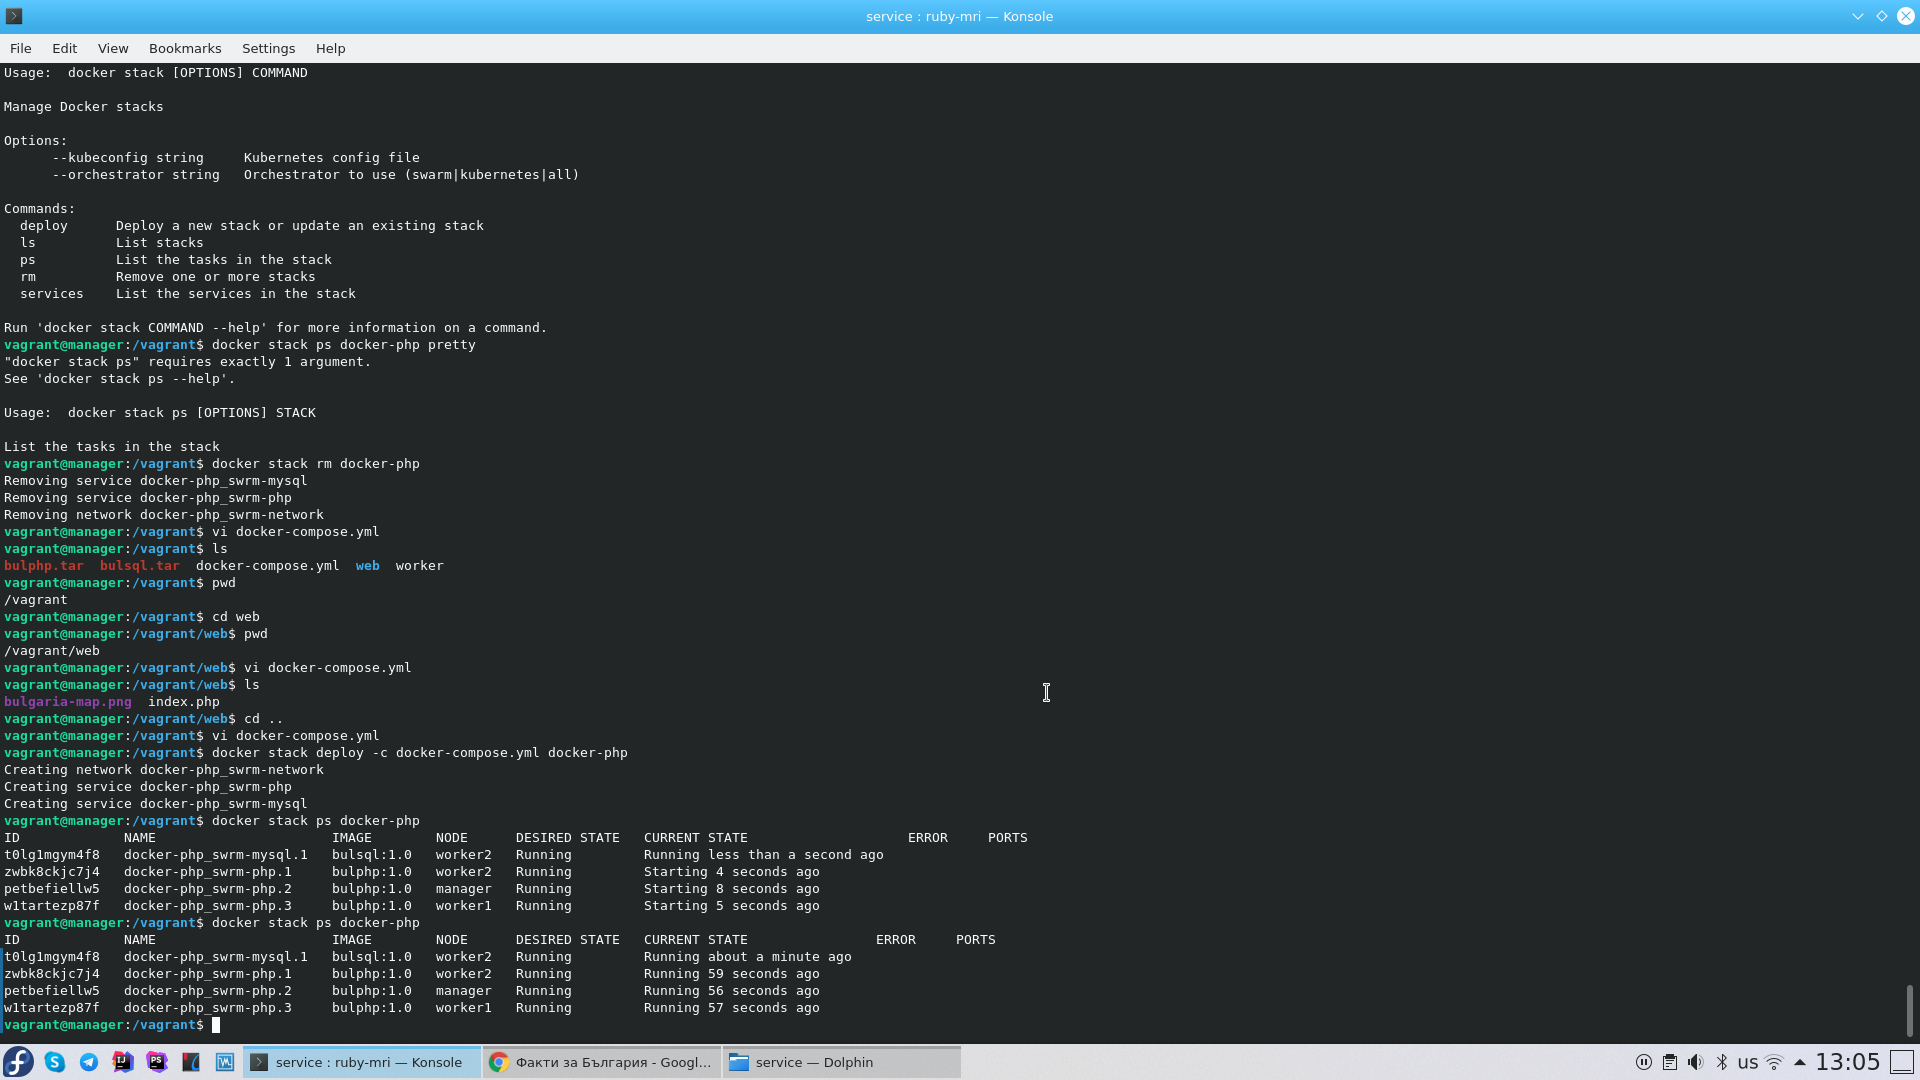 service : ruby-mri — Konsole
File Edit View Bookmarks Settings Help
Usage:  docker stack [OPTIONS] COMMAND
Manage Docker stacks
Options:
      --kubeconfig string     Kubernetes config file
      --orchestrator string   Orchestrator to use (swarm|kubernetes|all)
Commands:
  deploy      Deploy a new stack or update an existing stack
  ls          List stacks
  ps          List the tasks in the stack
  rm          Remove one or more stacks
  services    List the services in the stack
Run 'docker stack COMMAND --help' for more information on a command.
vagrant@manager:/vagrant$ docker stack ps docker-php pretty
"docker stack ps" requires exactly 1 argument.
See 'docker stack ps --help'.
Usage:  docker stack ps [OPTIONS] STACK
List the tasks in the stack
vagrant@manager:/vagrant$ docker stack rm docker-php
Removing service docker-php_swrm-mysql
Removing service docker-php_swrm-php
Removing network docker-php_swrm-network
vagrant@manager:/vagrant$ vi docker-compose.yml
vagrant@manager:/vagrant$ ls
bulphp.tar  bulsql.tar  docker-compose.yml  web  worker
vagrant@manager:/vagrant$ pwd
/vagrant
vagrant@manager:/vagrant$ cd web
vagrant@manager:/vagrant/web$ pwd
/vagrant/web
vagrant@manager:/vagrant/web$ vi docker-compose.yml
vagrant@manager:/vagrant/web$ ls
bulgaria-map.png  index.php
vagrant@manager:/vagrant/web$ cd ..
vagrant@manager:/vagrant$ vi docker-compose.yml
vagrant@manager:/vagrant$ docker stack deploy -c docker-compose.yml docker-php
Creating network docker-php_swrm-network
Creating service docker-php_swrm-php
Creating service docker-php_swrm-mysql
vagrant@manager:/vagrant$ docker stack ps docker-php
ID             NAME                      IMAGE        NODE      DESIRED STATE   CURRENT STATE                    ERROR     PORTS
t0lg1mgym4f8   docker-php_swrm-mysql.1   bulsql:1.0   worker2   Running         Running less than a second ago
zwbk8ckjc7j4   docker-php_swrm-php.1     bulphp:1.0   worker2   Running         Starting 4 seconds ago
petbefiellw5   docker-php_swrm-php.2     bulphp:1.0   manager   Running         Starting 8 seconds ago
w1tartezp87f   docker-php_swrm-php.3     bulphp:1.0   worker1   Running         Starting 5 seconds ago
vagrant@manager:/vagrant$ docker stack ps docker-php
ID             NAME                      IMAGE        NODE      DESIRED STATE   CURRENT STATE                ERROR     PORTS
t0lg1mgym4f8   docker-php_swrm-mysql.1   bulsql:1.0   worker2   Running         Running about a minute ago
zwbk8ckjc7j4   docker-php_swrm-php.1     bulphp:1.0   worker2   Running         Running 59 seconds ago
petbefiellw5   docker-php_swrm-php.2     bulphp:1.0   manager   Running         Running 56 seconds ago
w1tartezp87f   docker-php_swrm-php.3     bulphp:1.0   worker1   Running         Running 57 seconds ago
vagrant@manager:/vagrant$
service : ruby-mri — Konsole Факти за България - Googl... service — Dolphin us 13:05